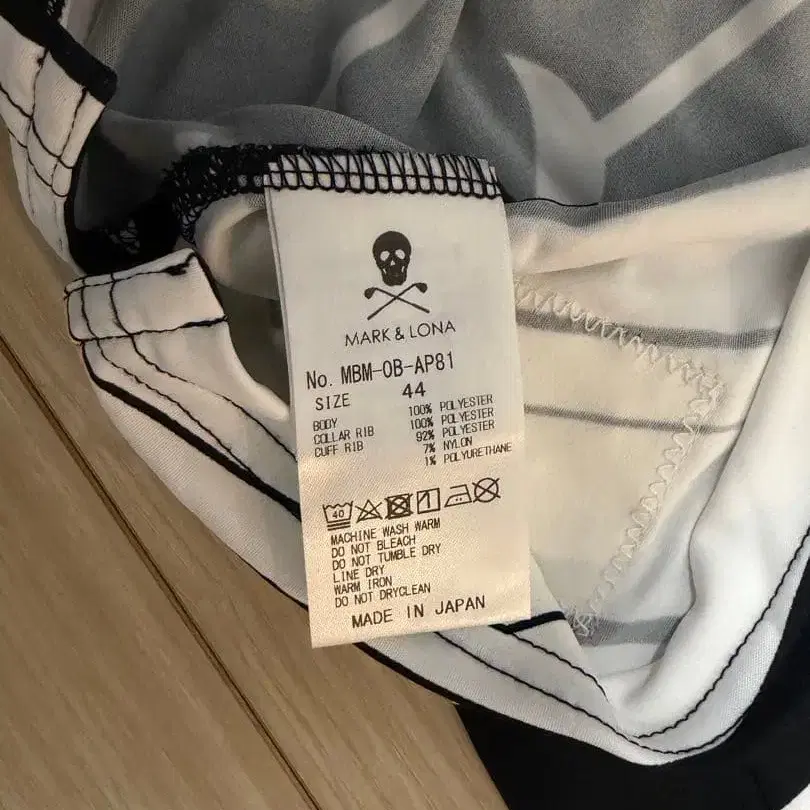 MARK & LONA
No. MBM-0B-AP81
SIZE 44
BODY 100% POLYESTER
COLLAR RIB 100% POLYESTER
CUFF RIB 92% POLYESTER
7% NYLON
1% POLYURETHANE
40
MACHINE WASH WARM
DO NOT BLEACH
DO NOT TUMBLE DRY
LINE DRY
WARM IRON
DO NOT DRYCLEAN
MADE IN JAPAN